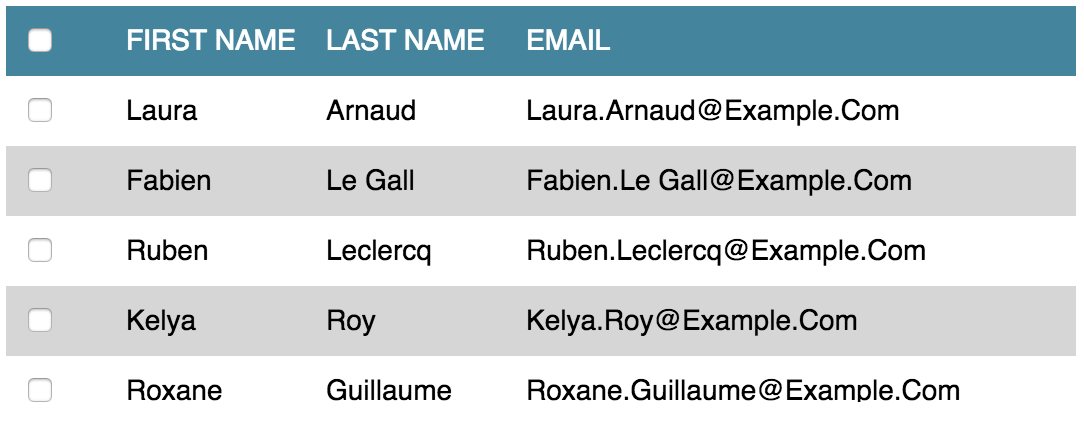 FIRST NAME LAST NAME EMAIL
Laura Arnaud Laura.Arnaud@Example.Com
Fabien Le Gall Fabien.Le Gall@Example.Com
Ruben Leclercq Ruben.Leclercq@Example.Com
Kelya Roy Kelya.Roy@Example.Com
Roxane Guillaume Roxane.Guillaume@Example.Com